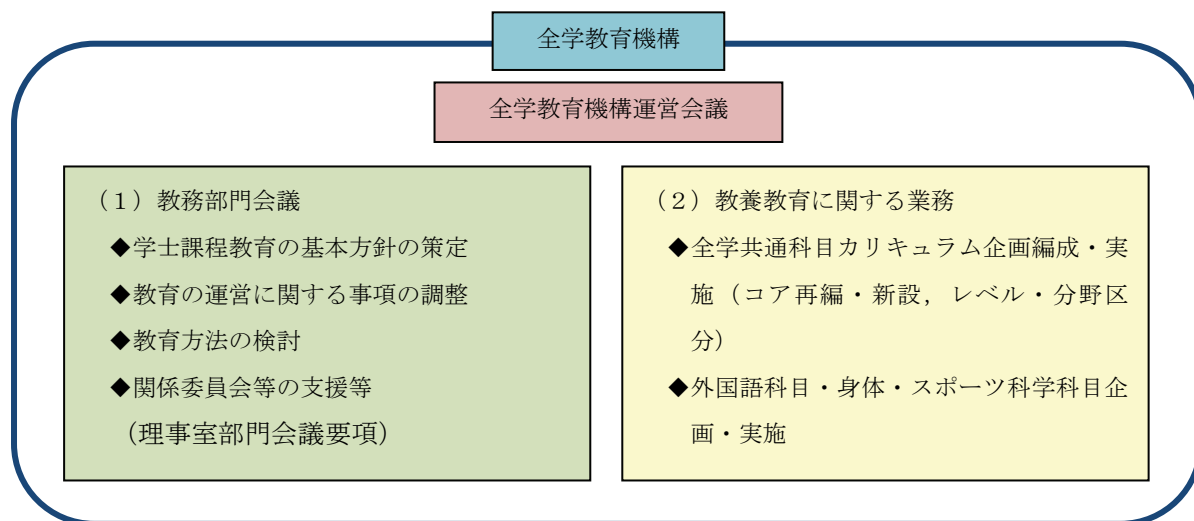 全学教育機構
全学教育機構運営会議
（１）教務部門会議
◆学士課程教育の基本方針の策定
◆教育の運営に関する事項の調整
◆教育方法の検討
◆関係委員会等の支援等
（理事室部門会議要項）
（２）教養教育に関する業務
◆全学共通科目カリキュラム企画編成・実
施（コア再編・新設，レベル・分野区
分）
◆外国語科目・身体・スポーツ科学科目企
画・実施